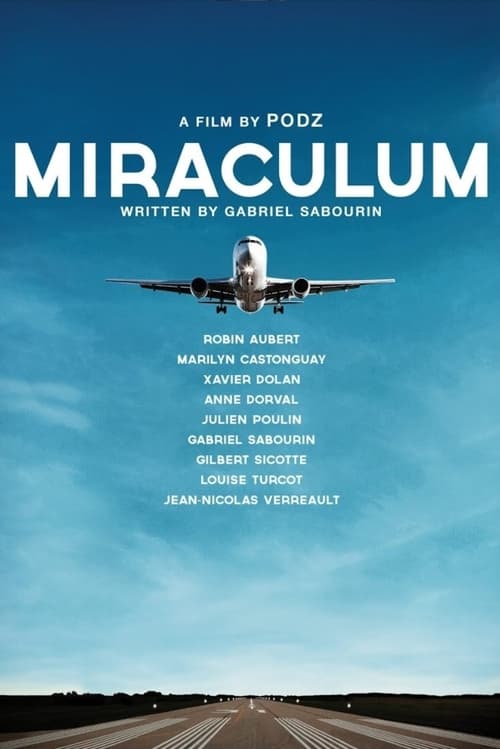 A FILM BY PODZ
MIRACULUM
WRITTEN BY GABRIEL SABOURIN
ROBIN AUBERT
MARILYN CASTONGUAY
XAVIER DOLAN
ANNE DORVAL
JULIEN POULIN
GABRIEL SABOURIN
GILBERT SICOTTE
LOUISE TURCOT
JEAN-NICOLAS VERREAULT